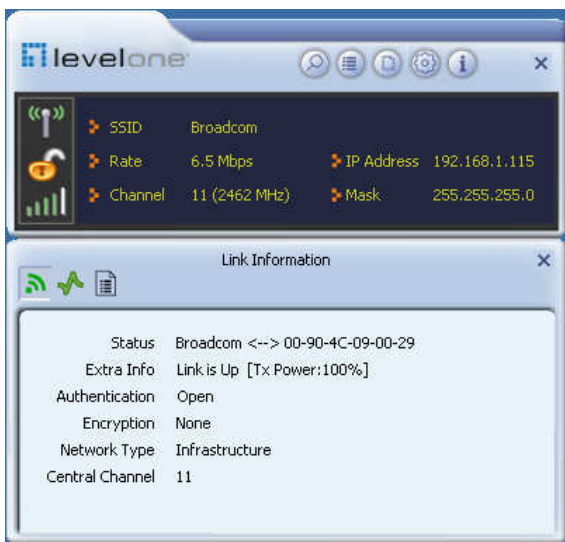 levelone
SSID Broadcom
Rate 6.5 Mbps IP Address 192.168.1.115
Channel 11 (2462 MHz) Mask 255.255.255.0
Link Information
Status Broadcom <--> 00-90-4C-09-00-29
Extra Info Link is Up [Tx Power:100%]
Authentication Open
Encryption None
Network Type Infrastructure
Central Channel 11